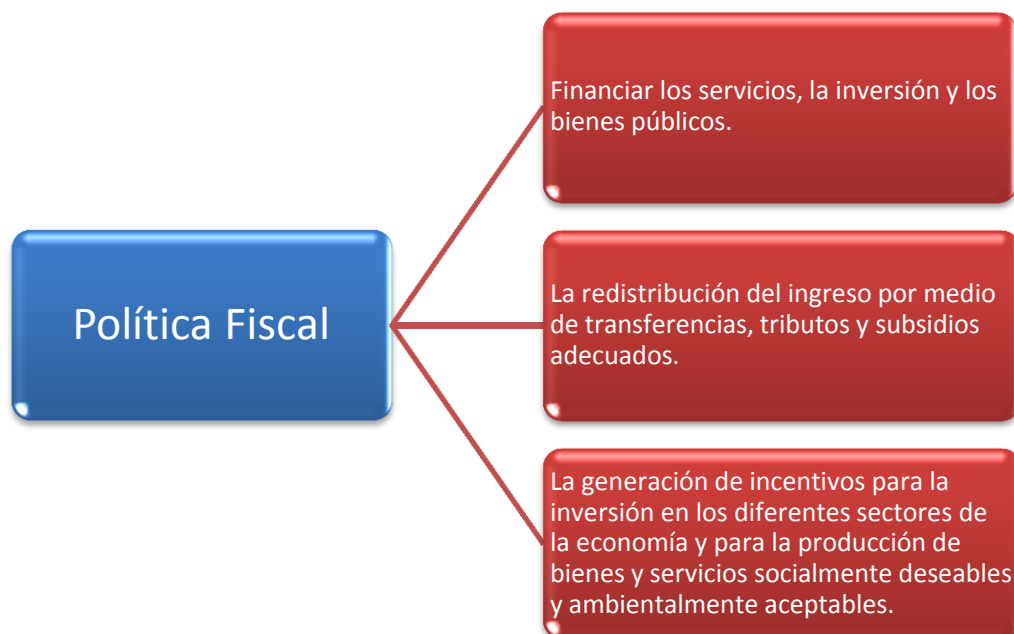 Política Fiscal
Financiar los servicios, la inversión y los
bienes públicos.
La redistribución del ingreso por medio
de transferencias, tributos y subsidios
adecuados.
La generación de incentivos para la
inversión en los diferentes sectores de
la economía y para la producción de
bienes y servicios socialmente deseables
y ambientalmente aceptables.